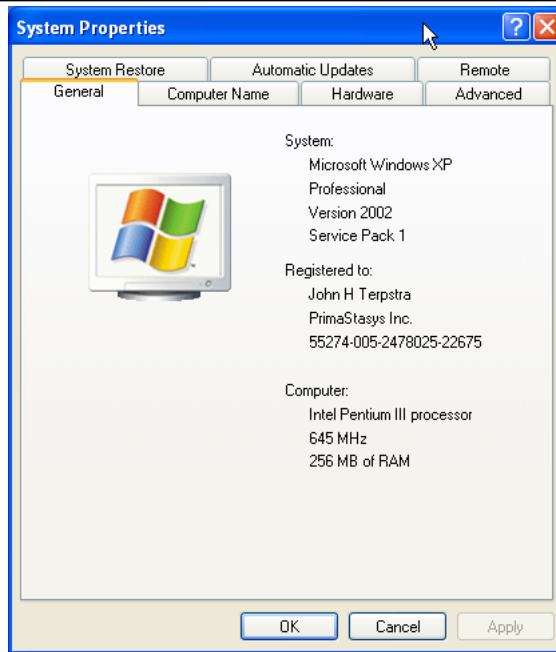 System Properties
System Restore Automatic Updates Remote
General Computer Name Hardware Advanced
System:
Microsoft Windows XP
Professional
Version 2002
Service Pack 1
Registered to:
John H Terpstra
PrimaStasys Inc.
55274-005-2478025-22675
Computer:
Intel Pentium III processor
645 MHz
256 MB of RAM
OK Cancel Apply